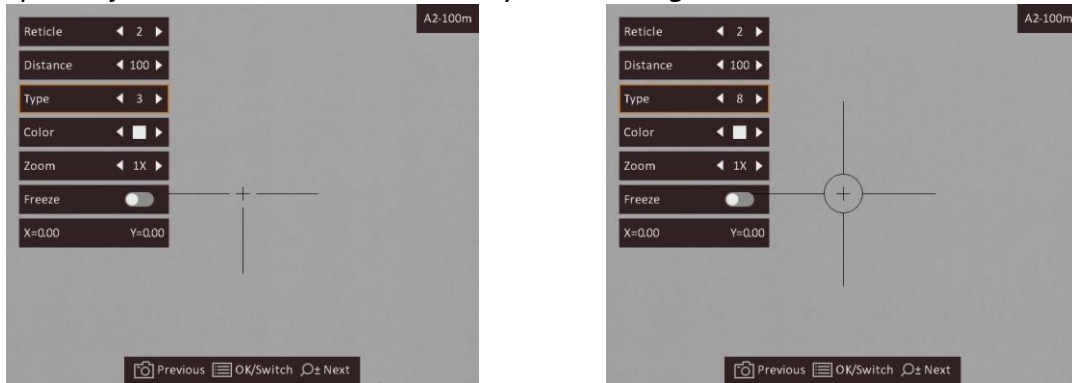 A2-100m
Reticle 2
Distance 100
Type 3
Color
Zoom 1X
Freeze
X=0.00 Y=0.00
Previous OK/Switch ± Next
A2-100m
Reticle 2
Distance 100
Type 8
Color
Zoom 1X
Freeze
X=0.00 Y=0.00
Previous OK/Switch ± Next